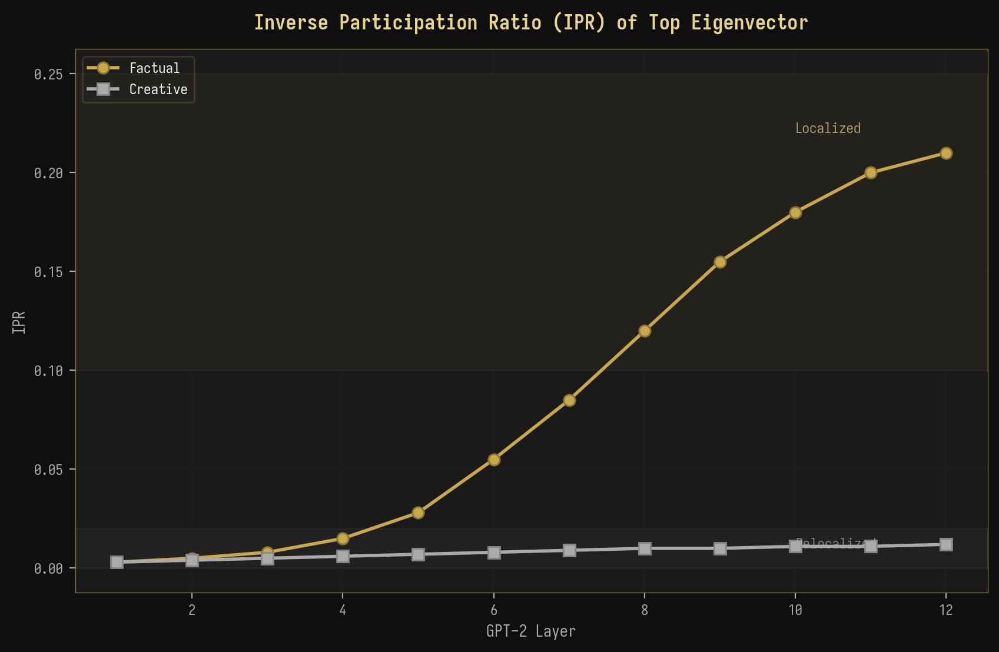 Inverse Participation Ratio (IPR) of Top Eigenvector
Factual
Creative
Localized
Delocalized
IPR
0.25
0.20
0.15
0.10
0.05
0.00
2 4 6 8 10 12
GPT-2 Layer